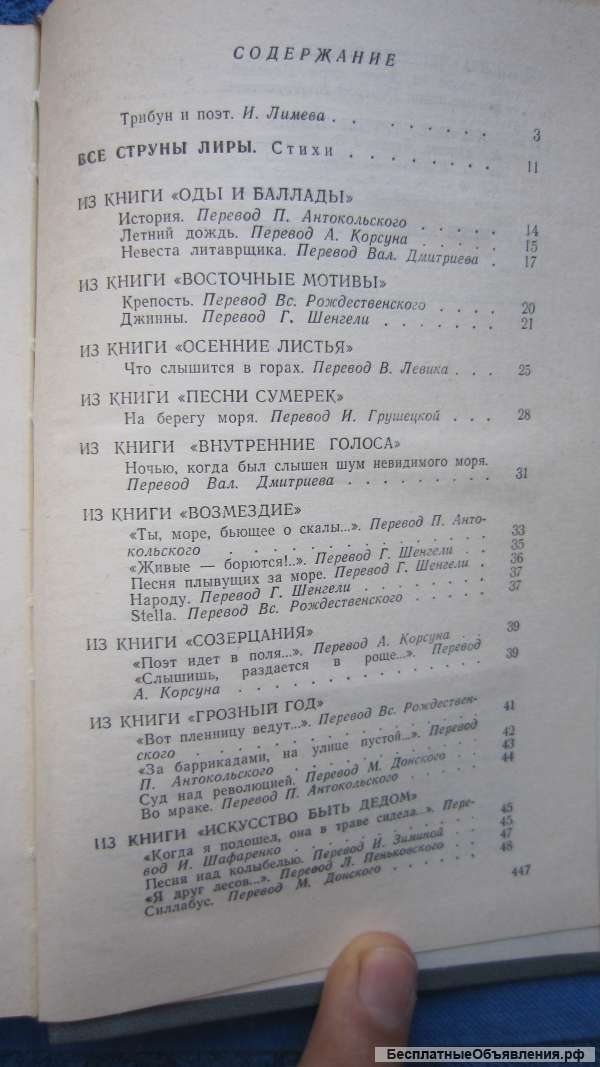 СОДЕРЖАНИЕ
Трибун и поэт. И. Лимева . . . . . . . . 3
ВСЕ СТРУНЫ ЛИРЫ. Стихи . . . . . . . . 11
ИЗ КНИГИ «ОДЫ И БАЛЛАДЫ»
История. Перевод П. Антокольского . . . . . 14
Летний дождь. Перевод А. Корсуна . . . . . 15
Невеста литаврщика. Перевод Вал. Дмитриева . 17
ИЗ КНИГИ «ВОСТОЧНЫЕ МОТИВЫ»
Крепость. Перевод Вс. Рождественского . . . . 20
Джинны. Перевод Г. Шенгели . . . . . . . 21
ИЗ КНИГИ «ОСЕННИЕ ЛИСТЬЯ»
Что слышится в горах. Перевод В. Левика . . . 25
ИЗ КНИГИ «ПЕСНИ СУМЕРЕК»
На берегу моря. Перевод И. Грушецкой . . . 28
ИЗ КНИГИ «ВНУТРЕННИЕ ГОЛОСА»
Ночью, когда был слышен шум невидимого моря.
Перевод Вал. Дмитриева . . . . . . . . 31
ИЗ КНИГИ «ВОЗМЕЗДИЕ»
«Ты, море, бьющее о скалы...». Перевод П. Анто-
кольского . . . . . . . . . . . . . 33
«Живые — борются!..». Перевод Г. Шенгели . . 35
Песня плывущих за море. Перевод Г. Шенгели . 36
Народу. Перевод Г. Шенгели . . . . . . . 37
Stella. Перевод Вс. Рождественского . . . . . 37
ИЗ КНИГИ «СОЗЕРЦАНИЯ»
«Поэт идет в поля...». Перевод А. Корсуна . . 39
«Слышишь, раздается в роще...». Перевод
А. Корсуна . . . . . . . . . . . . 39
ИЗ КНИГИ «ГРОЗНЫЙ ГОД»
«Вот пленницу ведут...». Перевод Вс. Рождествен-
ского . . . . . . . . . . . . . . 41
«За баррикадами, на улице пустой...». Перевод
П. Антокольского . . . . . . . . . . 42
Суд над революцией. Перевод М. Донского . . . 43
Во мраке. Перевод П. Антокольского . . . . . 44
ИЗ КНИГИ «ИСКУССТВО БЫТЬ ДЕДОМ»
«Когда я подошел, она в траве сидела...». Пере-
вод И. Шафаренко . . . . . . . . . . 45
Песня над колыбелью. Перевод И. Зиминой . . 45
«Я друг лесов...». Перевод Л. Пеньковского . . . 47
Силлабус. Перевод М. Донского . . . . . . 48
447
БесплатныеОбъявления.рф